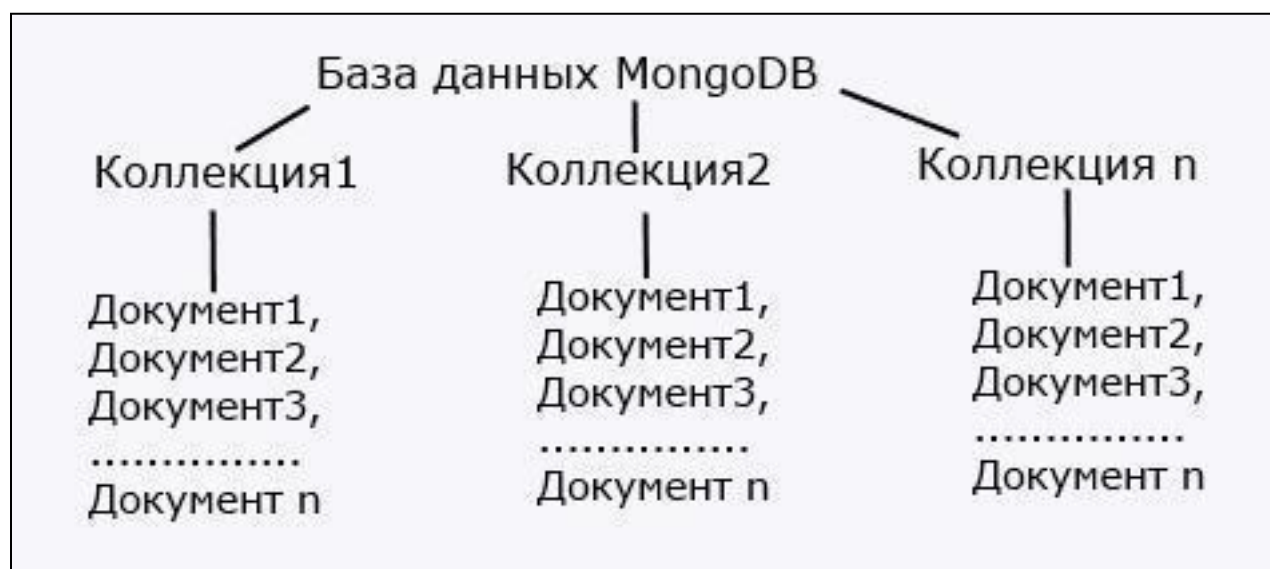 База данных MongoDB
Коллекция1
Коллекция2
Коллекция n
Документ1,
Документ2,
Документ3,
...............
Документ n
Документ1,
Документ2,
Документ3,
...............
Документ n
Документ1,
Документ2,
Документ3,
...............
Документ n